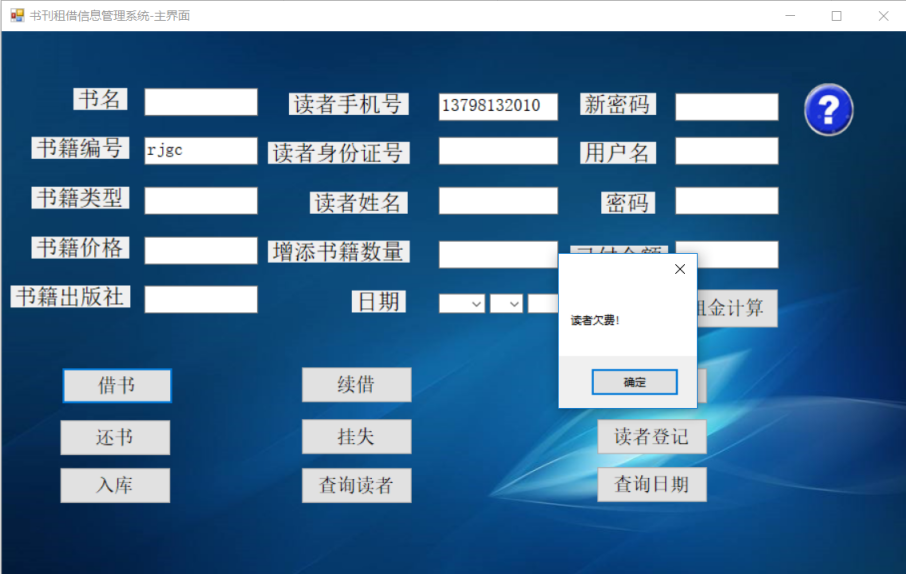 书刊租借信息管理系统-主界面
书名
读者手机号
13798132010
新密码
书籍编号
rjgc
读者身份证号
用户名
书籍类型
读者姓名
密码
书籍价格
增添书籍数量
书籍出版社
日期
租金计算
读者欠费!
确定
借书
续借
还书
挂失
读者登记
入库
查询读者
查询日期